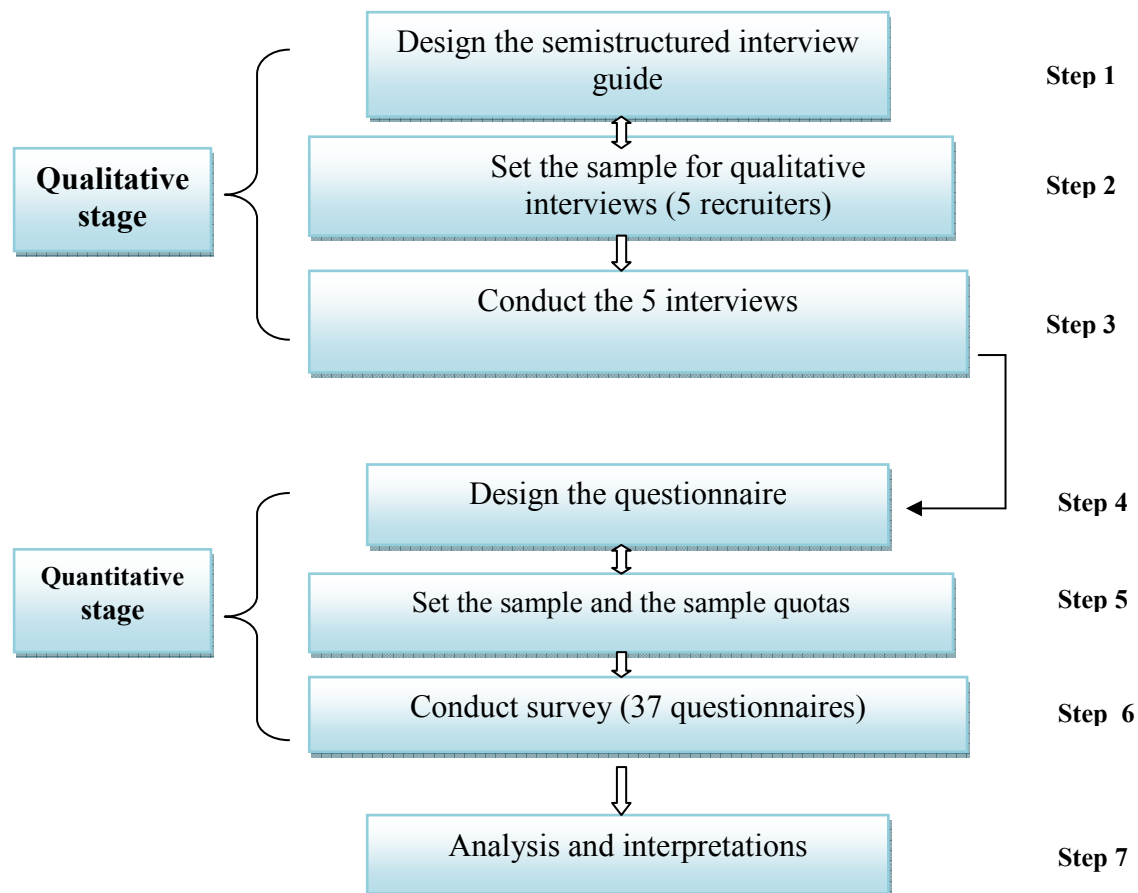 Design the semistructured interview
guide
Step 1
Qualitative
stage
Set the sample for qualitative
interviews (5 recruiters)
Step 2
Conduct the 5 interviews
Step 3
Design the questionnaire
Step 4
Quantitative
stage
Set the sample and the sample quotas
Step 5
Conduct survey (37 questionnaires)
Step 6
Analysis and interpretations
Step 7